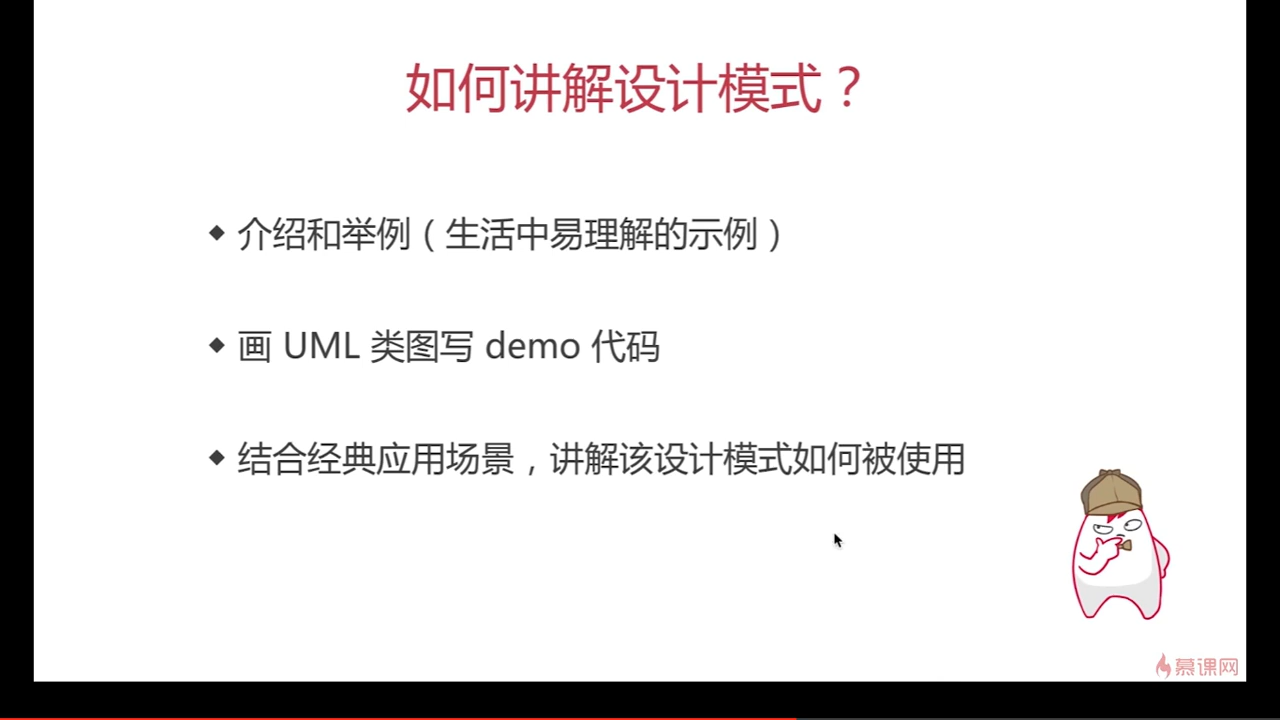 如何讲解设计模式？
◆ 介绍和举例（生活中易理解的示例）
◆ 画 UML 类图写 demo 代码
◆ 结合经典应用场景，讲解该设计模式如何被使用
慕课网